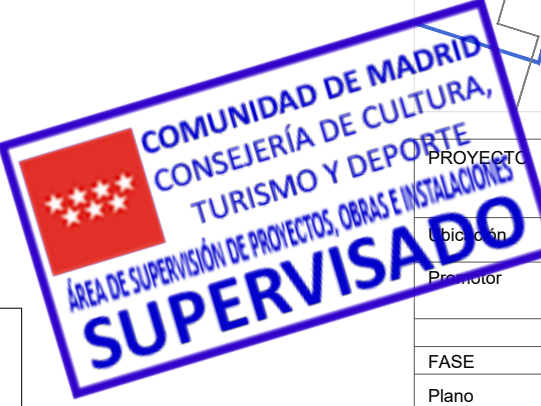 COMUNIDAD DE MADRID
CONSEJERÍA DE CULTURA,
TURISMO Y DEPORTE
ÁREA DE SUPERVISIÓN DE PROYECTOS, OBRAS E INSTALACIONES
SUPERVISADO
PROYECTO
Ubicación
Promotor
FASE
Plano